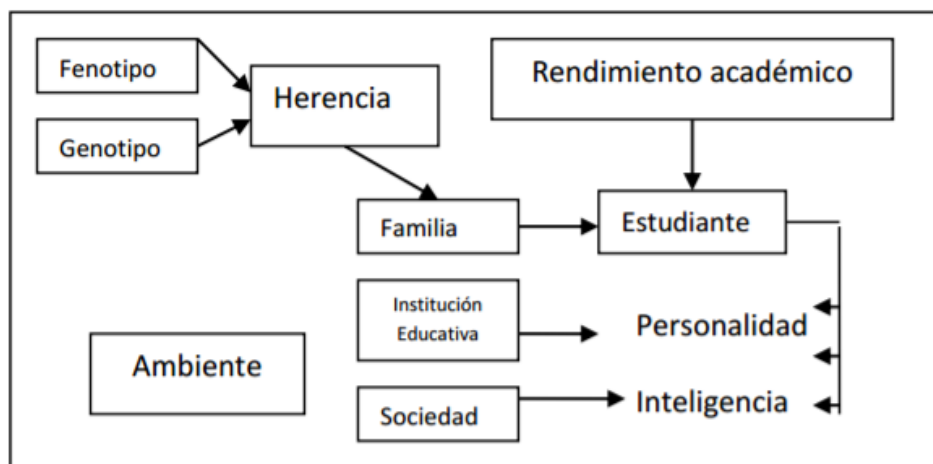 Fenotipo
Genotipo
Herencia
Rendimiento académico
Familia
Estudiante
Institución
Educativa
Personalidad
Ambiente
Sociedad
Inteligencia